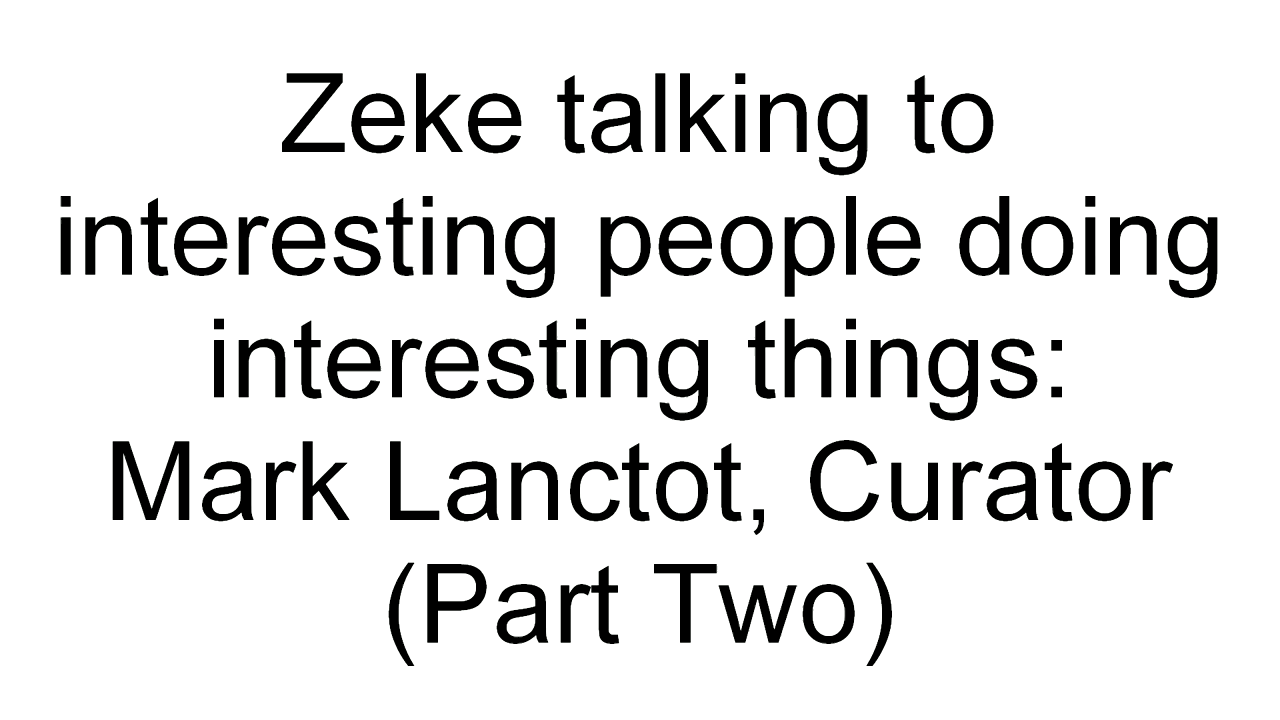 Zeke talking to
interesting people doing
interesting things:
Mark Lanctot, Curator
(Part Two)